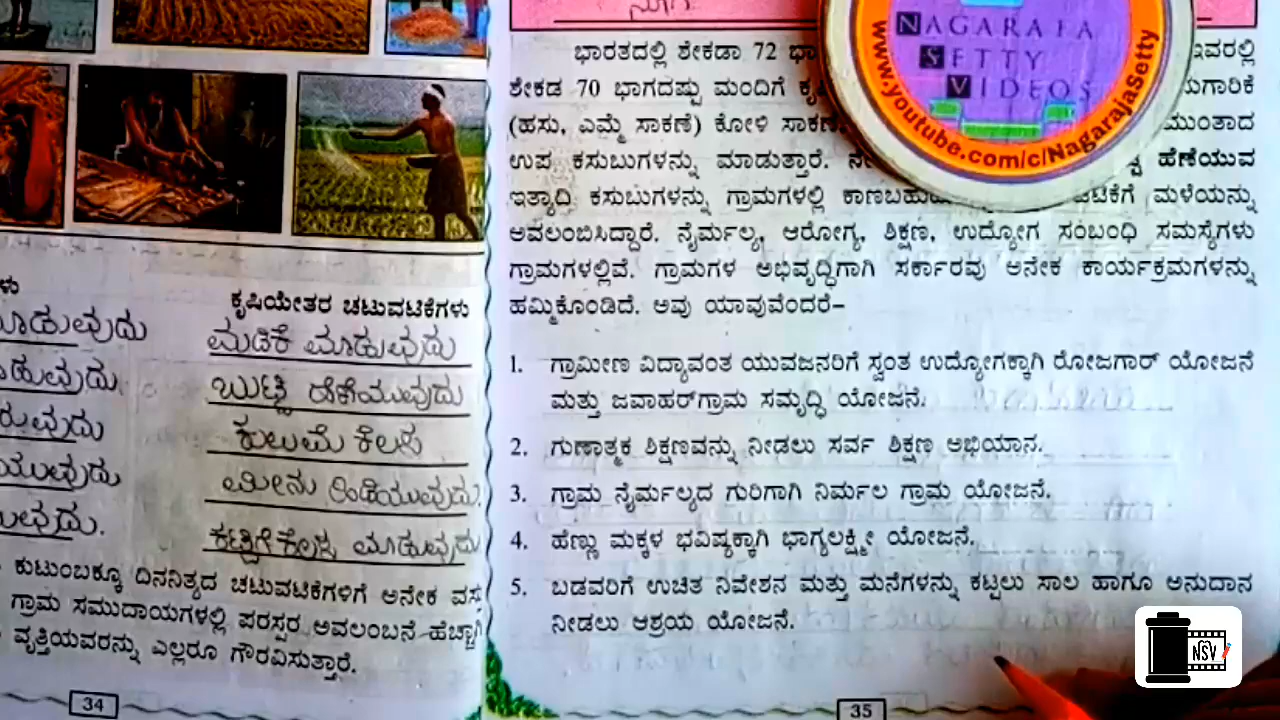 ಕೃಷಿಯೇತರ ಚಟುವಟಿಕೆಗಳು
ಮಡಿಕೆ ಮಾಡುವುದು
ಬುಟ್ಟಿ ಹೆಣೆಯುವುದು
ಕುಲುಮೆ ಕೆಲಸ
ಮೀನು ಹಿಡಿಯುವುದು.
ಕಟ್ಟಿಗೆ ಕೆಲಸ ಮಾಡುವುದು
ಕುಟುಂಬಕ್ಕೂ ದಿನನಿತ್ಯದ ಚಟುವಟಿಕೆಗಳಿಗೆ ಅನೇಕ
ಗ್ರಾಮ ಸಮುದಾಯಗಳಲ್ಲಿ ಪರಸ್ಪರ ಅವಲಂಬನೆ ಹೆಚ್ಚಾಗಿ
ವೃತ್ತಿಯವರನ್ನು ಎಲ್ಲರೂ ಗೌರವಿಸುತ್ತಾರೆ.
34
ಭಾರತದಲ್ಲಿ ಶೇಕಡಾ 72 ಇವರಲ್ಲಿ
ಶೇಕಡ 70 ಭಾಗದಷ್ಟು ಮಂದಿಗೆ
(ಹಸು, ಎಮ್ಮೆ ಸಾಕಣೆ) ಕೋಳಿ ಸಾಕಣೆ, ಮುಂತಾದ
ಉಪ ಕಸುಬುಗಳನ್ನು ಮಾಡುತ್ತಾರೆ. ಹೆಣೆಯುವ
ಇತ್ಯಾದಿ ಕಸುಬುಗಳನ್ನು ಗ್ರಾಮಗಳಲ್ಲಿ ಮಳೆಯನ್ನು
ಅವಲಂಬಿಸಿದ್ದಾರೆ. ನೈರ್ಮಲ್ಯ, ಆರೋಗ್ಯ, ಶಿಕ್ಷಣ, ಉದ್ಯೋಗ ಸಂಬಂಧಿ ಸಮಸ್ಯೆಗಳು
ಗ್ರಾಮಗಳಲ್ಲಿವೆ. ಗ್ರಾಮಗಳ ಅಭಿವೃದ್ಧಿಗಾಗಿ ಸರ್ಕಾರವು ಅನೇಕ ಕಾರ್ಯಕ್ರಮಗಳನ್ನು
ಹಮ್ಮಿಕೊಂಡಿದೆ. ಅವು ಯಾವುವೆಂದರೆ–
1. ಗ್ರಾಮೀಣ ವಿದ್ಯಾವಂತ ಯುವಜನರಿಗೆ ಸ್ವಂತ ಉದ್ಯೋಗಕ್ಕಾಗಿ ರೋಜಗಾರ್ ಯೋಜನೆ
ಮತ್ತು ಜವಾಹರ್‌ಗ್ರಾಮ ಸಮೃದ್ಧಿ ಯೋಜನೆ.
2. ಗುಣಾತ್ಮಕ ಶಿಕ್ಷಣವನ್ನು ನೀಡಲು ಸರ್ವ ಶಿಕ್ಷಣ ಅಭಿಯಾನ.
3. ಗ್ರಾಮ ನೈರ್ಮಲ್ಯದ ಗುರಿಗಾಗಿ ನಿರ್ಮಲ ಗ್ರಾಮ ಯೋಜನೆ.
4. ಹೆಣ್ಣು ಮಕ್ಕಳ ಭವಿಷ್ಯಕ್ಕಾಗಿ ಭಾಗ್ಯಲಕ್ಷ್ಮೀ ಯೋಜನೆ.
5. ಬಡವರಿಗೆ ಉಚಿತ ನಿವೇಶನ ಮತ್ತು ಮನೆಗಳನ್ನು ಕಟ್ಟಲು ಸಾಲ ಹಾಗೂ ಅನುದಾನ
ನೀಡಲು ಆಶ್ರಯ ಯೋಜನೆ.
35
NAGARAJA
SETTY
VIDEOS
www.youtube.com/c/NagarajaSetty
NSV